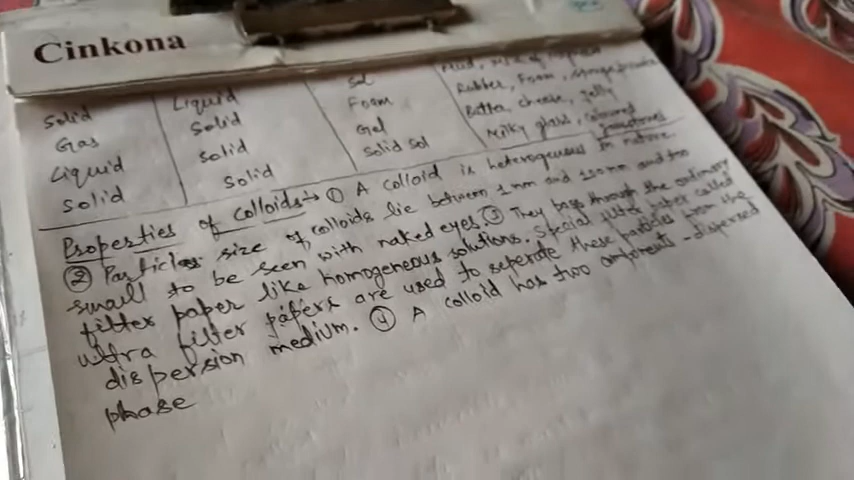 Cinkona
Solid Liquid Sol Mud, Milk of
Gas Solid Foam Rubber, Foam,
Liquid Solid Gel Butter, cheese, jelly
Solid Solid Solid sol Milky glass, coloured
Properties of colloids → ① A colloid is heterogeneous in nature.
② Particles size of colloids lie between 1 nm and 100 nm and too
small to be seen with naked eyes. ③ They pass through the ordinary
filter paper like homogeneous solutions. Special filter paper called
ultra filter papers are used to seperate these particles from the
dispersion medium. ④ A colloid has two components - dispersed
phase